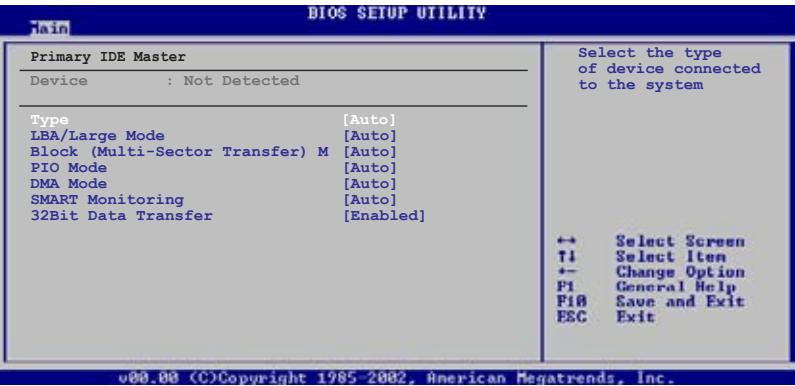 BIOS SETUP UTILITY
Main
Primary IDE Master
Device : Not Detected
Type [Auto]
LBA/Large Mode [Auto]
Block (Multi-Sector Transfer) M [Auto]
PIO Mode [Auto]
DMA Mode [Auto]
SMART Monitoring [Auto]
32Bit Data Transfer [Enabled]
Select the type
of device connected
to the system
←→ Select Screen
↑↓ Select Item
+- Change Option
F1 General Help
F10 Save and Exit
ESC Exit
v00.00 (C)Copyright 1985-2002, American Megatrends, Inc.